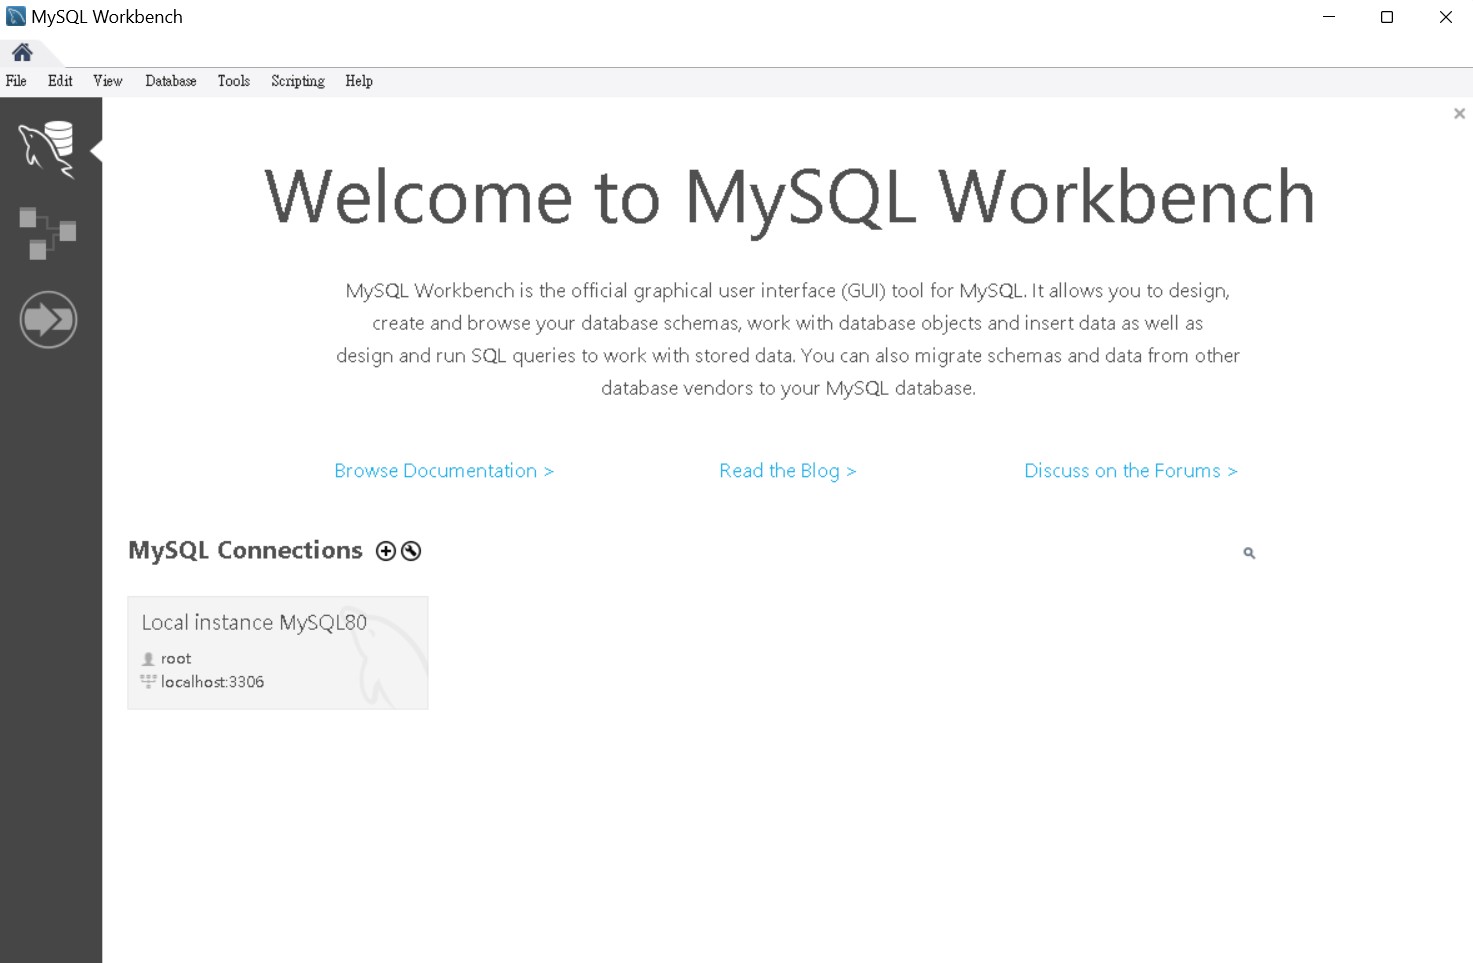 MySQL Workbench
File Edit View Database Tools Scripting Help
Welcome to MySQL Workbench
MySQL Workbench is the official graphical user interface (GUI) tool for MySQL. It allows you to design,
create and browse your database schemas, work with database objects and insert data as well as
design and run SQL queries to work with stored data. You can also migrate schemas and data from other
database vendors to your MySQL database.
Browse Documentation > Read the Blog > Discuss on the Forums >
MySQL Connections
Local instance MySQL80
root
localhost:3306